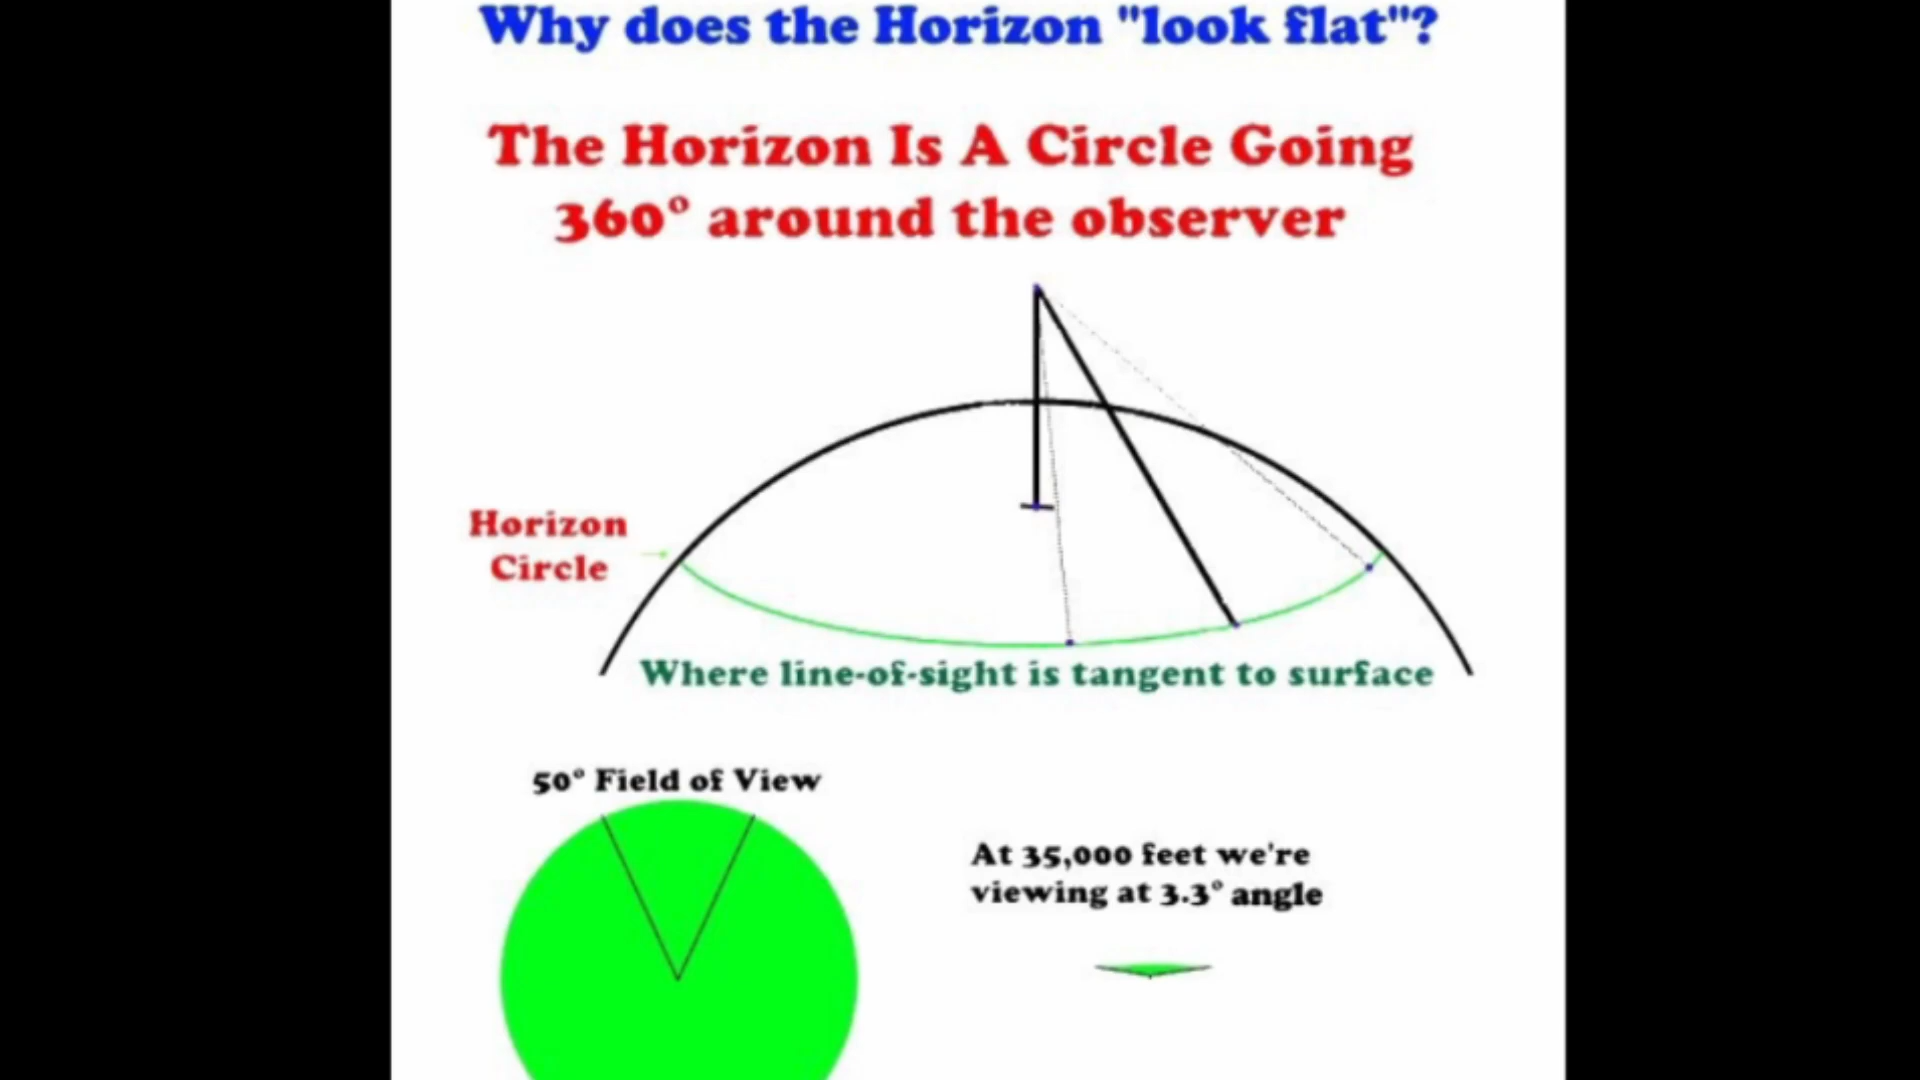 Why does the Horizon "look flat"?
The Horizon Is A Circle Going
360° around the observer
Horizon
Circle
Where line-of-sight is tangent to surface
50° Field of View
At 35,000 feet we're
viewing at 3.3° angle